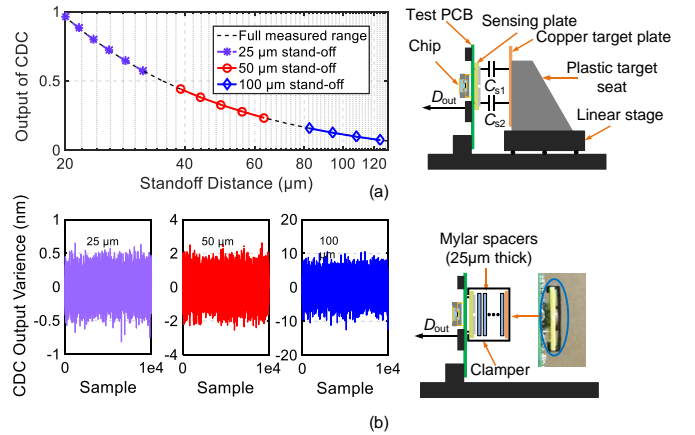 Output of CDC
1
0.5
0
20
40
60
80
100
120
Standoff Distance (µm)
Full measured range
25 µm stand-off
50 µm stand-off
100 µm stand-off
Test PCB
Sensing plate
Copper target plate
Chip
Plastic target
seat
Cs1
Dout
Cs2
Linear stage
(a)
CDC Output Varience (nm)
1
0.5
0
-0.5
-1
25 µm
0
1e4
Sample
4
2
0
-2
-4
50 µm
0
1e4
Sample
20
10
0
-10
-20
100
µm
0
1e4
Sample
Mylar spacers
(25µm thick)
Dout
Clamper
(b)